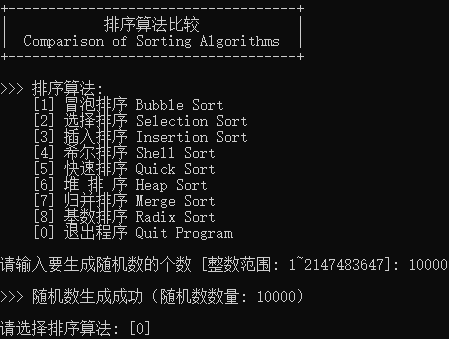 排序算法比较
Comparison of Sorting Algorithms
>>> 排序算法:
[1] 冒泡排序 Bubble Sort
[2] 选择排序 Selection Sort
[3] 插入排序 Insertion Sort
[4] 希尔排序 Shell Sort
[5] 快速排序 Quick Sort
[6] 堆 排 序 Heap Sort
[7] 归并排序 Merge Sort
[8] 基数排序 Radix Sort
[0] 退出程序 Quit Program
请输入要生成随机数的个数 [整数范围: 1~2147483647]: 10000
>>> 随机数生成成功 (随机数数量: 10000)
请选择排序算法: [0]